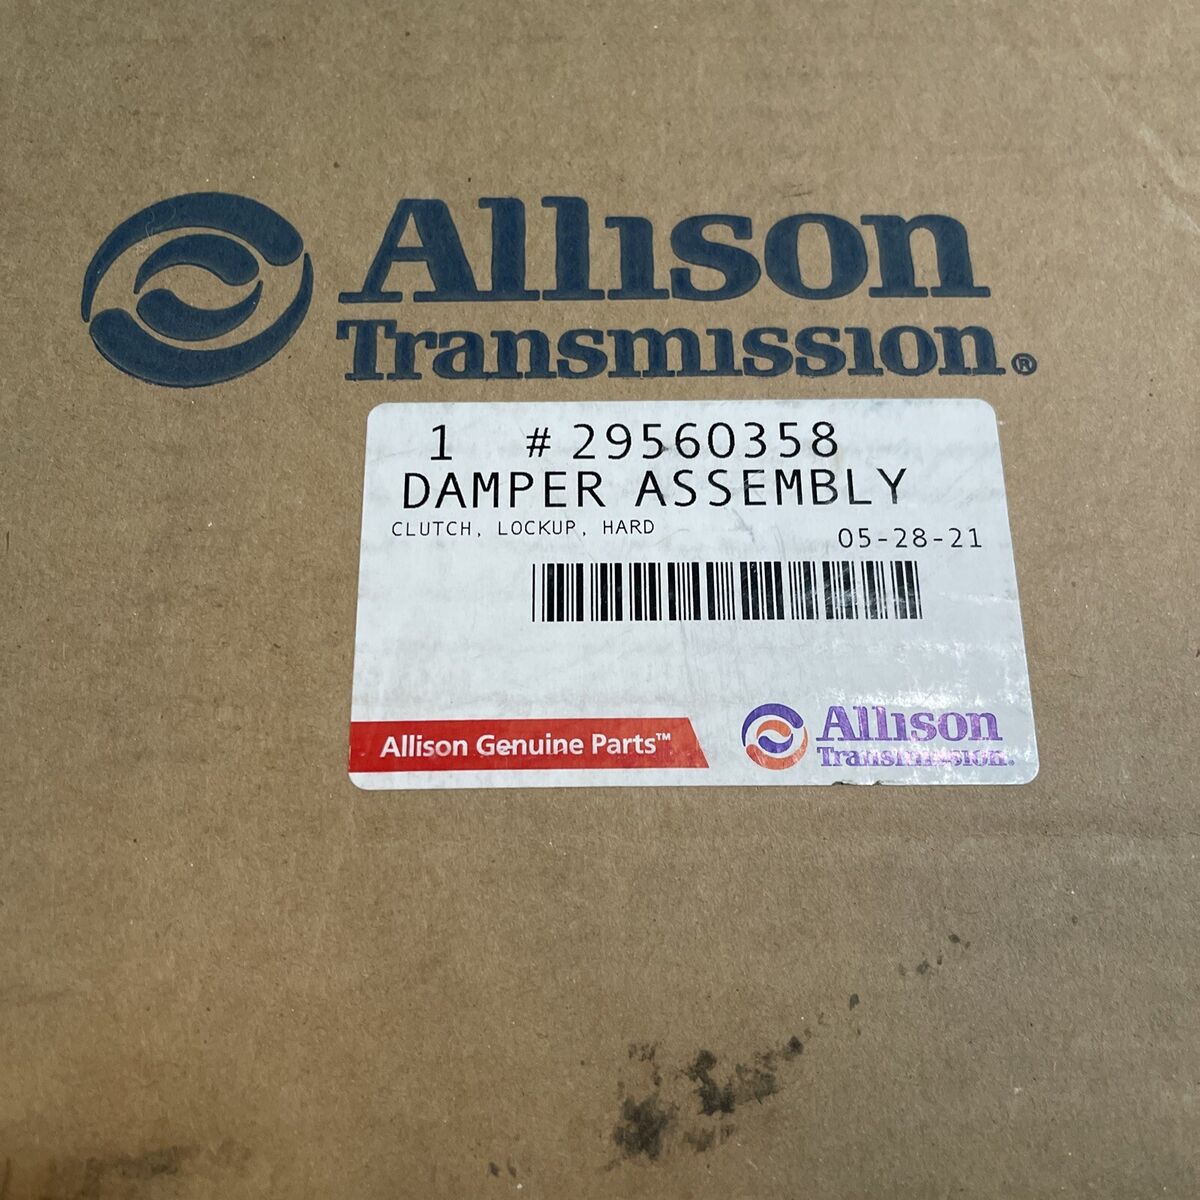 Allison
Transmission®
1 #29560358
DAMPER ASSEMBLY
CLUTCH, LOCKUP, HARD
05-28-21
Allison Genuine Parts™
Allison
Transmission.